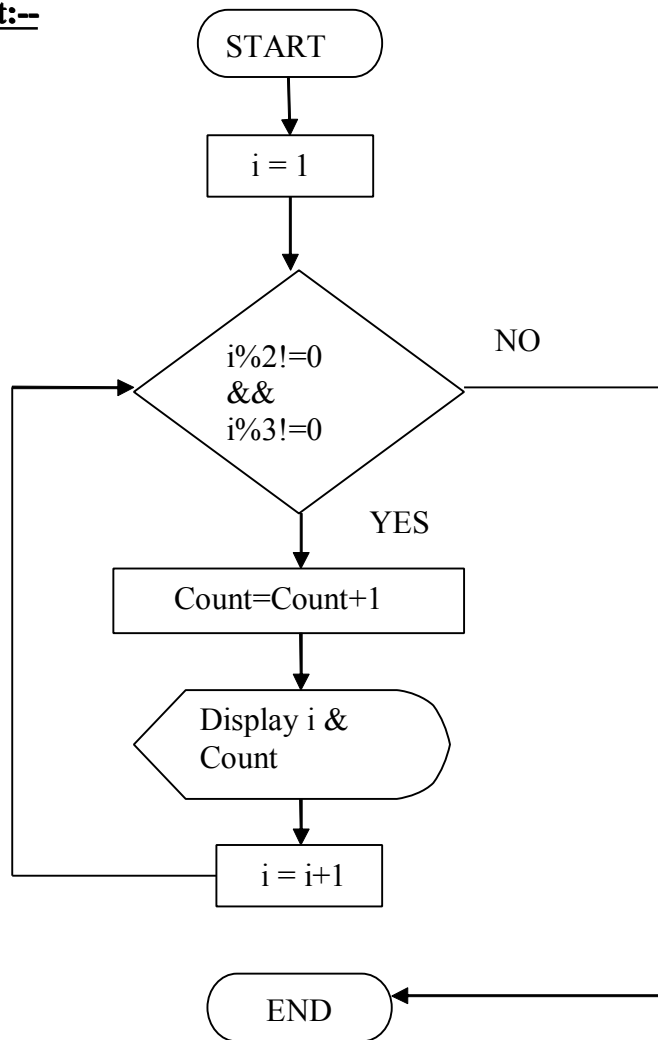 t:--
START
i = 1
i%2!=0
&&
i%3!=0
NO
YES
Count=Count+1
Display i &
Count
i = i+1
END